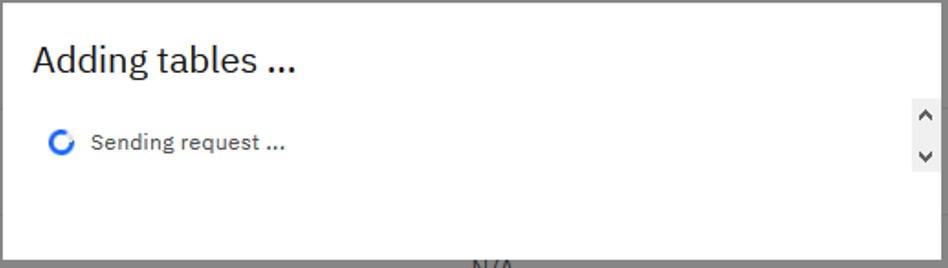 Adding tables ...
Sending request ...
N/A